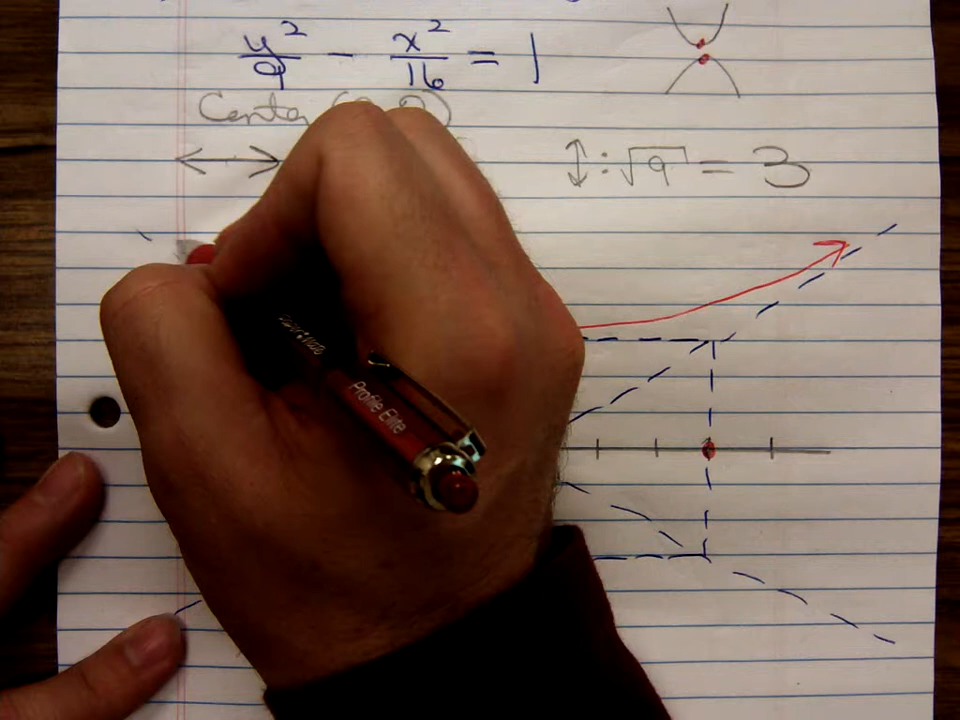 y²/9 − x²/16 = 1
Center
↔
↕ : √9 = 3
Profile Elite